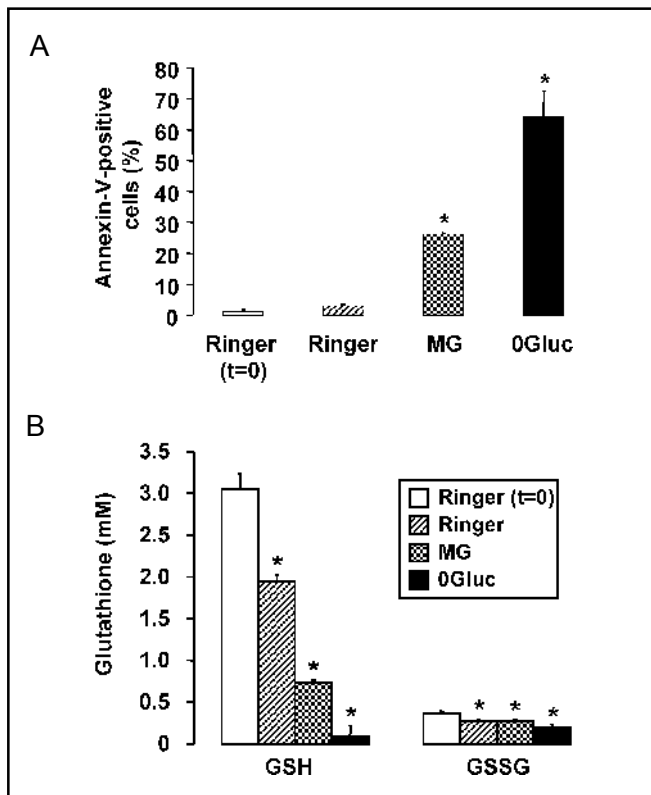 A
Annexin-V-positive
cells (%)
80
70
60
50
40
30
20
10
0
*
*
Ringer
(t=0)
Ringer
MG
0Gluc
B
Glutathione (mM)
3.5
3.0
2.5
2.0
1.5
1.0
0.5
0
*
*
*
*
*
*
Ringer (t=0)
Ringer
MG
0Gluc
GSH
GSSG